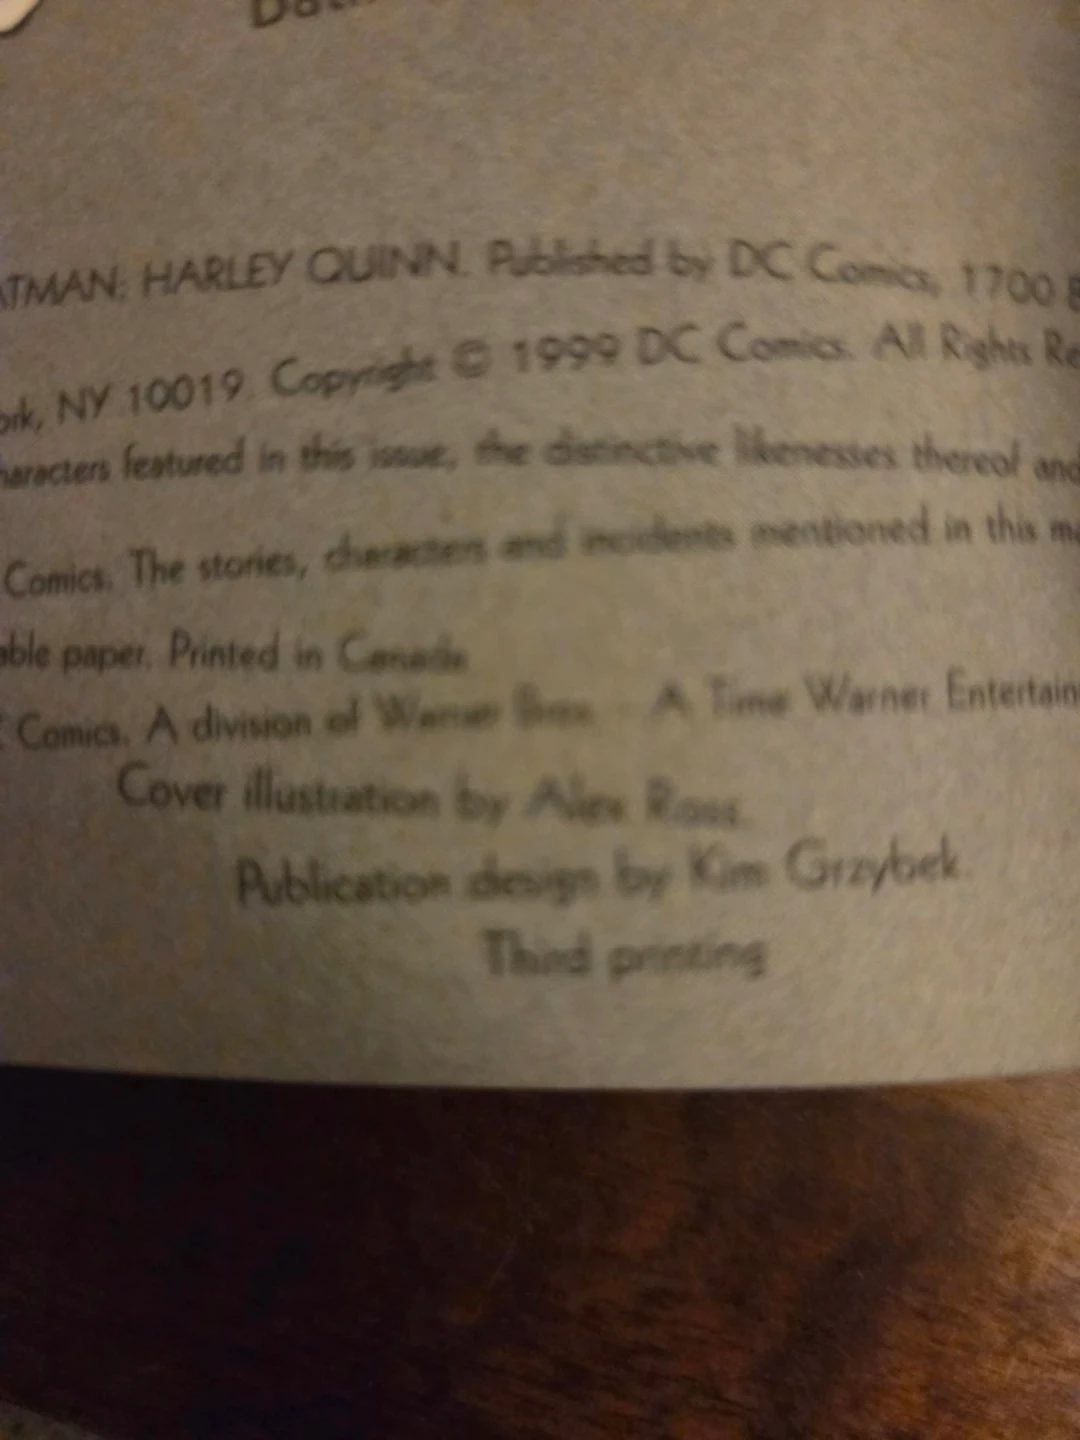 ATMAN: HARLEY QUINN. Published by DC Comics, 1700
ork, NY 10019. Copyright © 1999 DC Comics. All Rights Re
haracters featured in this issue, the distinctive likenesses thereof and
Comics. The stories, characters and incidents mentioned in this ma
able paper. Printed in Canada.
Comics. A division of Warner Bros. A Time Warner Entertain
Cover illustration by Alex Ross.
Publication design by Kim Grzybek.
Third printing